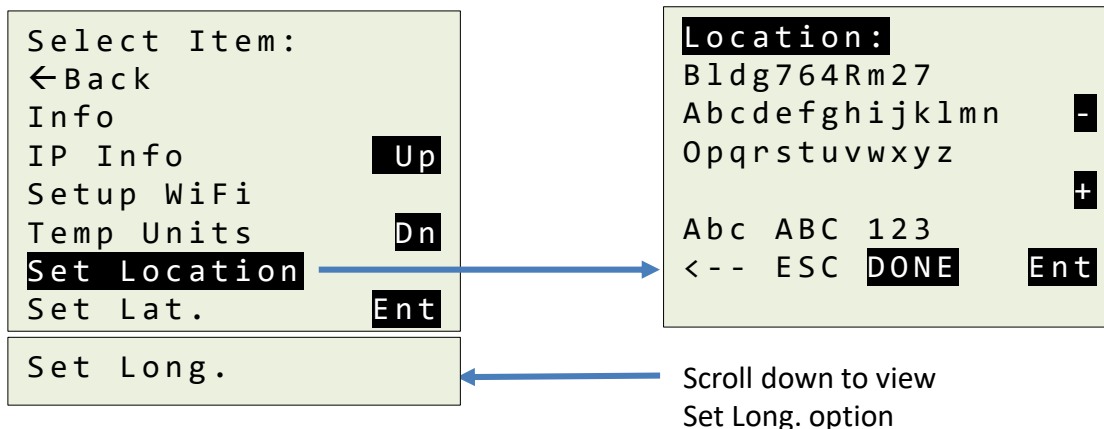 Select Item:
←Back
Info
IP Info Up
Setup WiFi
Temp Units Dn
Set Location
Set Lat. Ent
Set Long.
Location:
Bldg764Rm27
Abcdefghijklmn -
Opqrstuvwxyz
+
Abc ABC 123
<-- ESC DONE Ent
Scroll down to view
Set Long. option